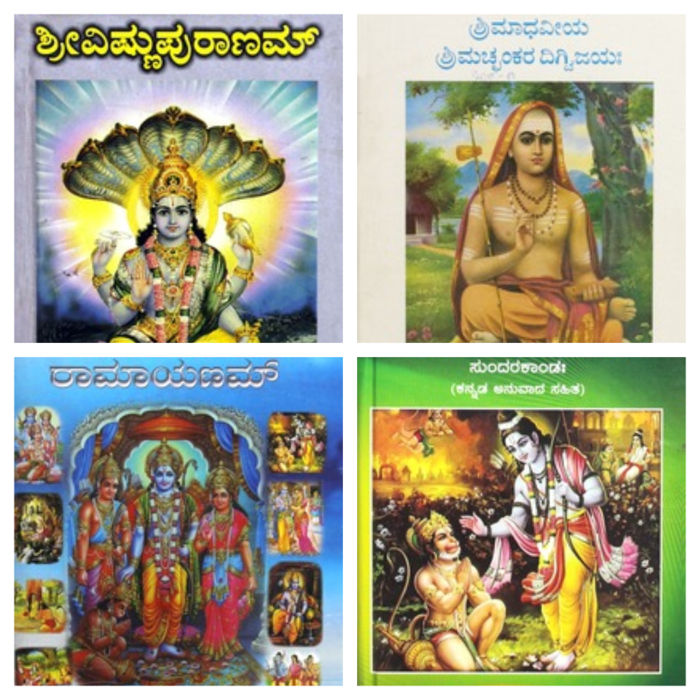 ಶ್ರೀವಿಷ್ಣುಪುರಾಣಮ್
ಶ್ರಿಮಾಧವೀಯ
ಶ್ರಿಮಚ್ಛಂಕರ ದಿಗ್ವಿಜಯಃ
ರಾಮಾಯಣಮ್
ಸುಂದರಕಾಂಡಃ
(ಕನ್ನಡ ಅನುವಾದ ಸಹಿತ)